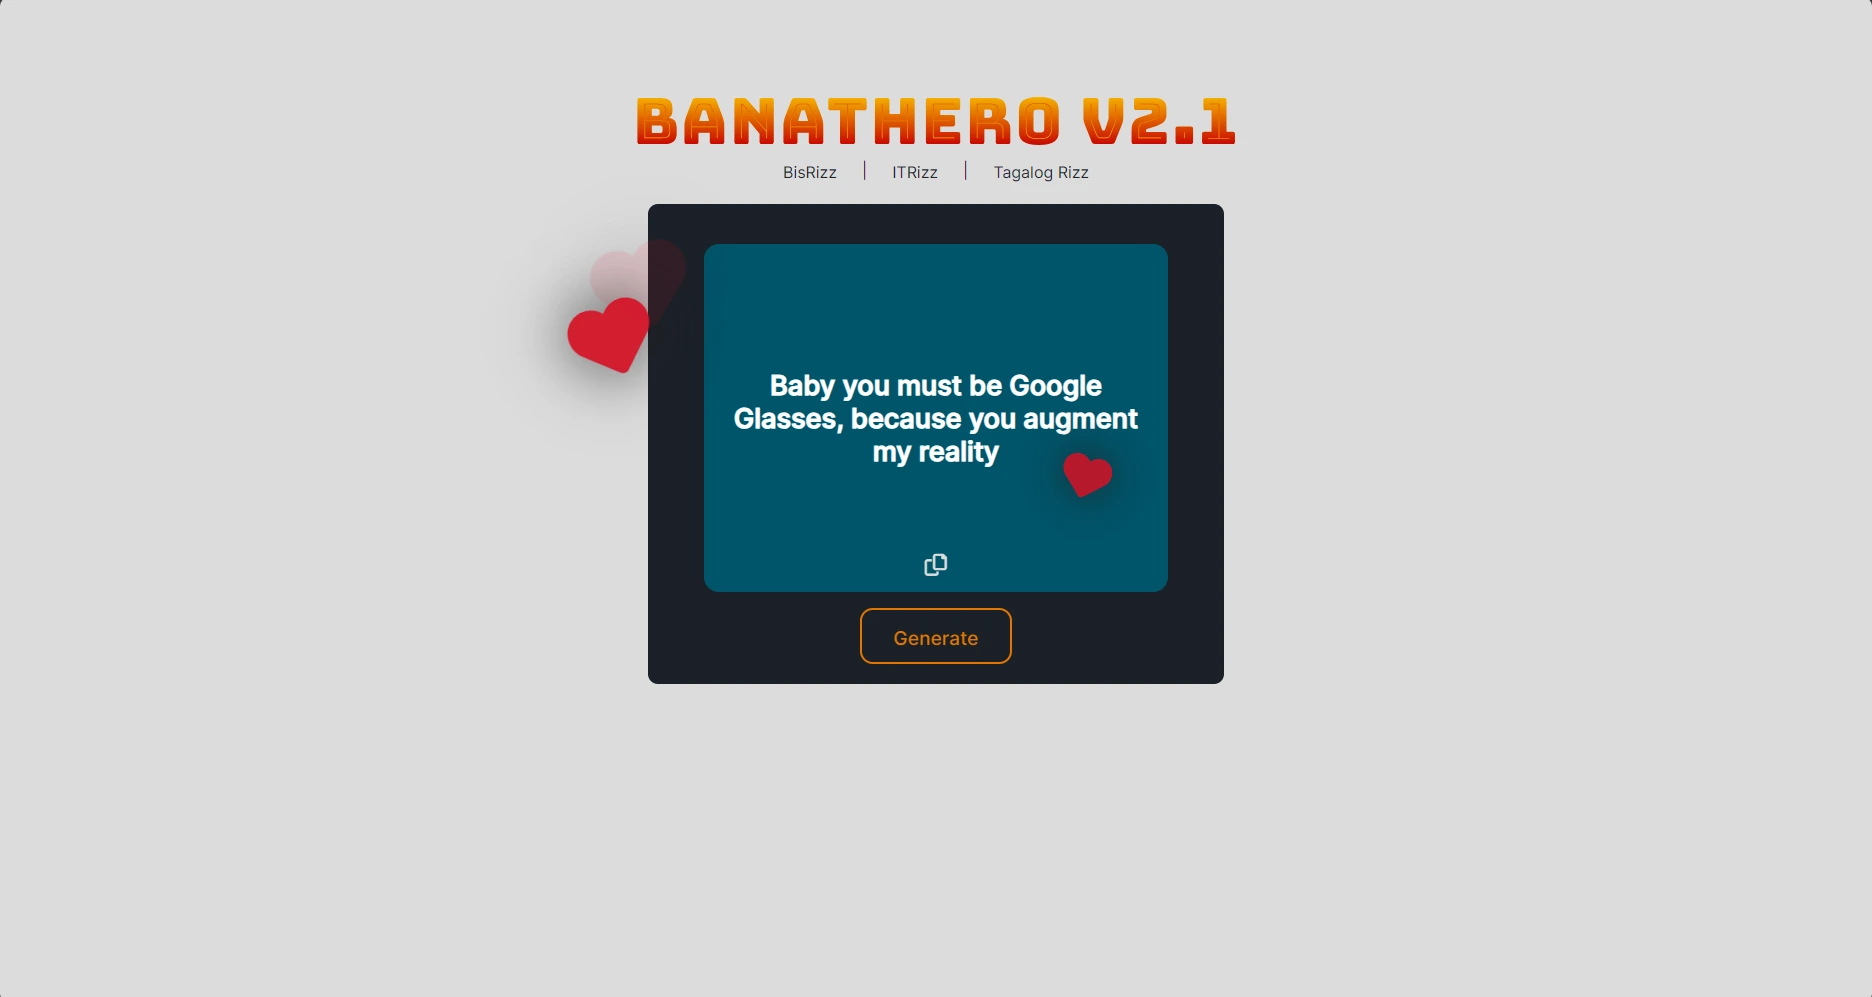 BANATHERO V2.1
BisRizz | ITRizz | Tagalog Rizz
Baby you must be Google
Glasses, because you augment
my reality
Generate